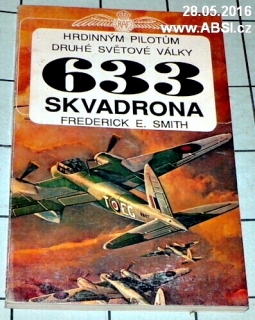 28.05.2016
www.ABSI.cz
HRDINNÝM PILOTŮM
DRUHÉ SVĚTOVÉ VÁLKY
633
SKVADRONA
FREDERICK E. SMITH